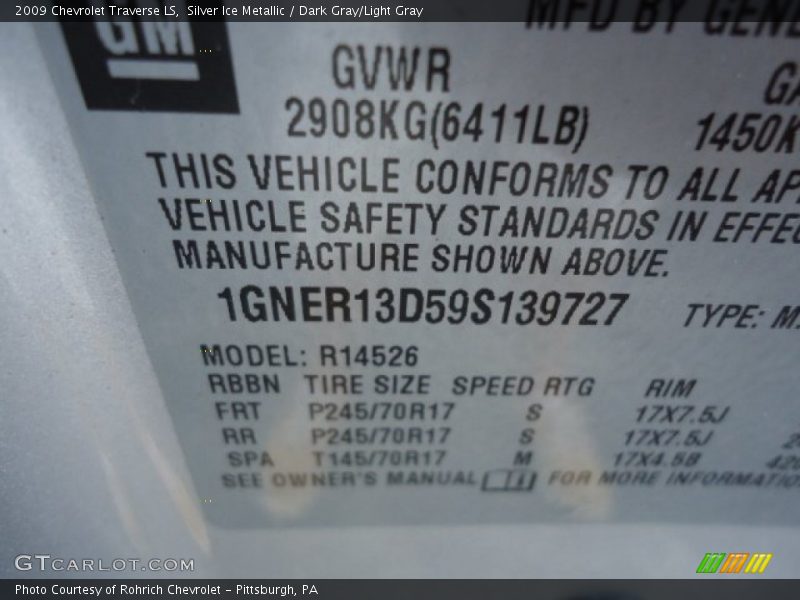 2009 Chevrolet Traverse LS, Silver Ice Metallic / Dark Gray/Light Gray
MFD BY
GM
GVWR
2908KG(6411LB) 1450K
THIS VEHICLE CONFORMS TO ALL
VEHICLE SAFETY STANDARDS IN
MANUFACTURE SHOWN ABOVE.
1GNER13D59S139727 TYPE:
MODEL: R14526
RBBN TIRE SIZE SPEED RTG RIM
FRT P245/70R17 S 17X7.5J
RR P245/70R17 S 17X7.5J
SPA T145/70R17 M 17X4.5B
SEE OWNER'S MANUAL FOR MORE
GTCARLOT.COM
Photo Courtesy of Rohrich Chevrolet - Pittsburgh, PA